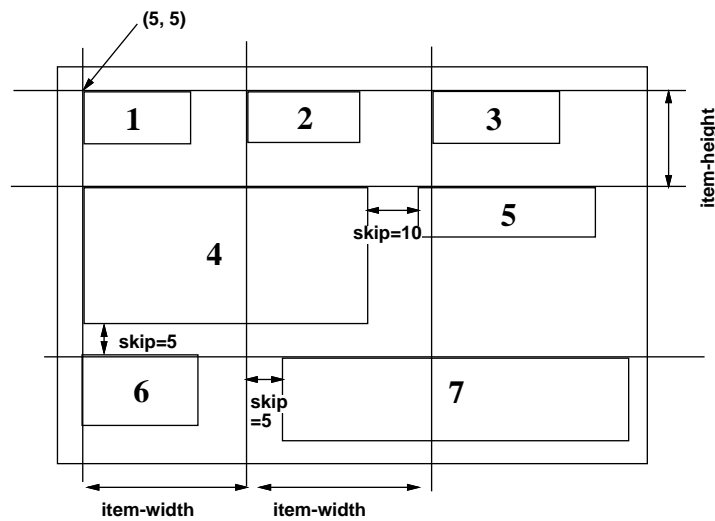 (5, 5)
1
2
3
item-height
4
skip=10
5
skip=5
6
skip
=5
7
item-width
item-width